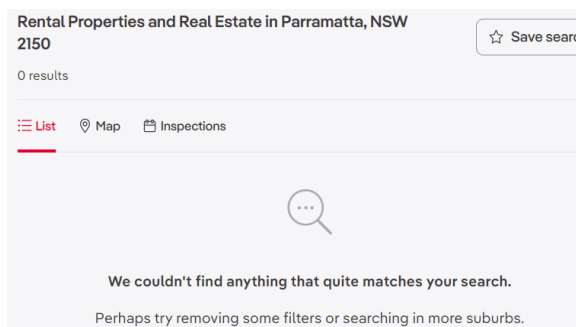 Rental Properties and Real Estate in Parramatta, NSW
2150
Save
0 results
List
Map
Inspections
We couldn't find anything that quite matches your search.
Perhaps try removing some filters or searching in more suburbs.